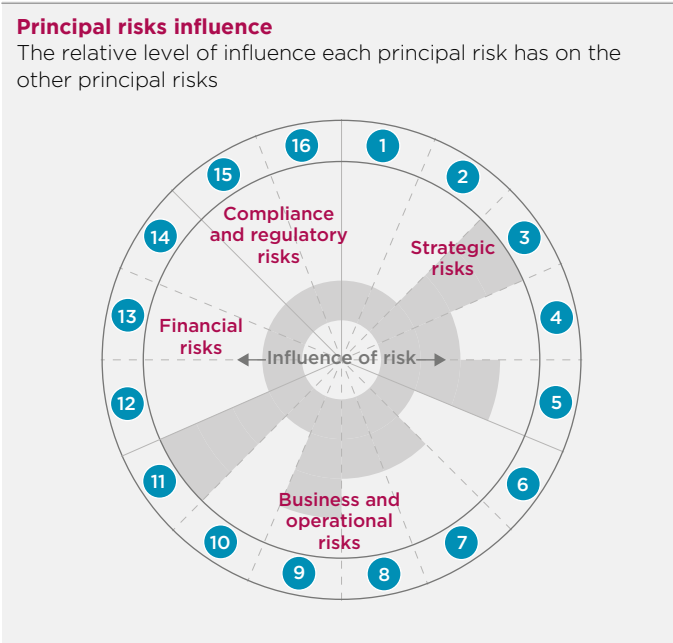 Principal risks influence
The relative level of influence each principal risk has on the
other principal risks
16
1
15
2
Compliance
and regulatory
risks
14
3
Strategic
risks
13
4
Financial
risks
Influence of risk
12
5
11
6
Business and
operational
risks
10
7
9
8